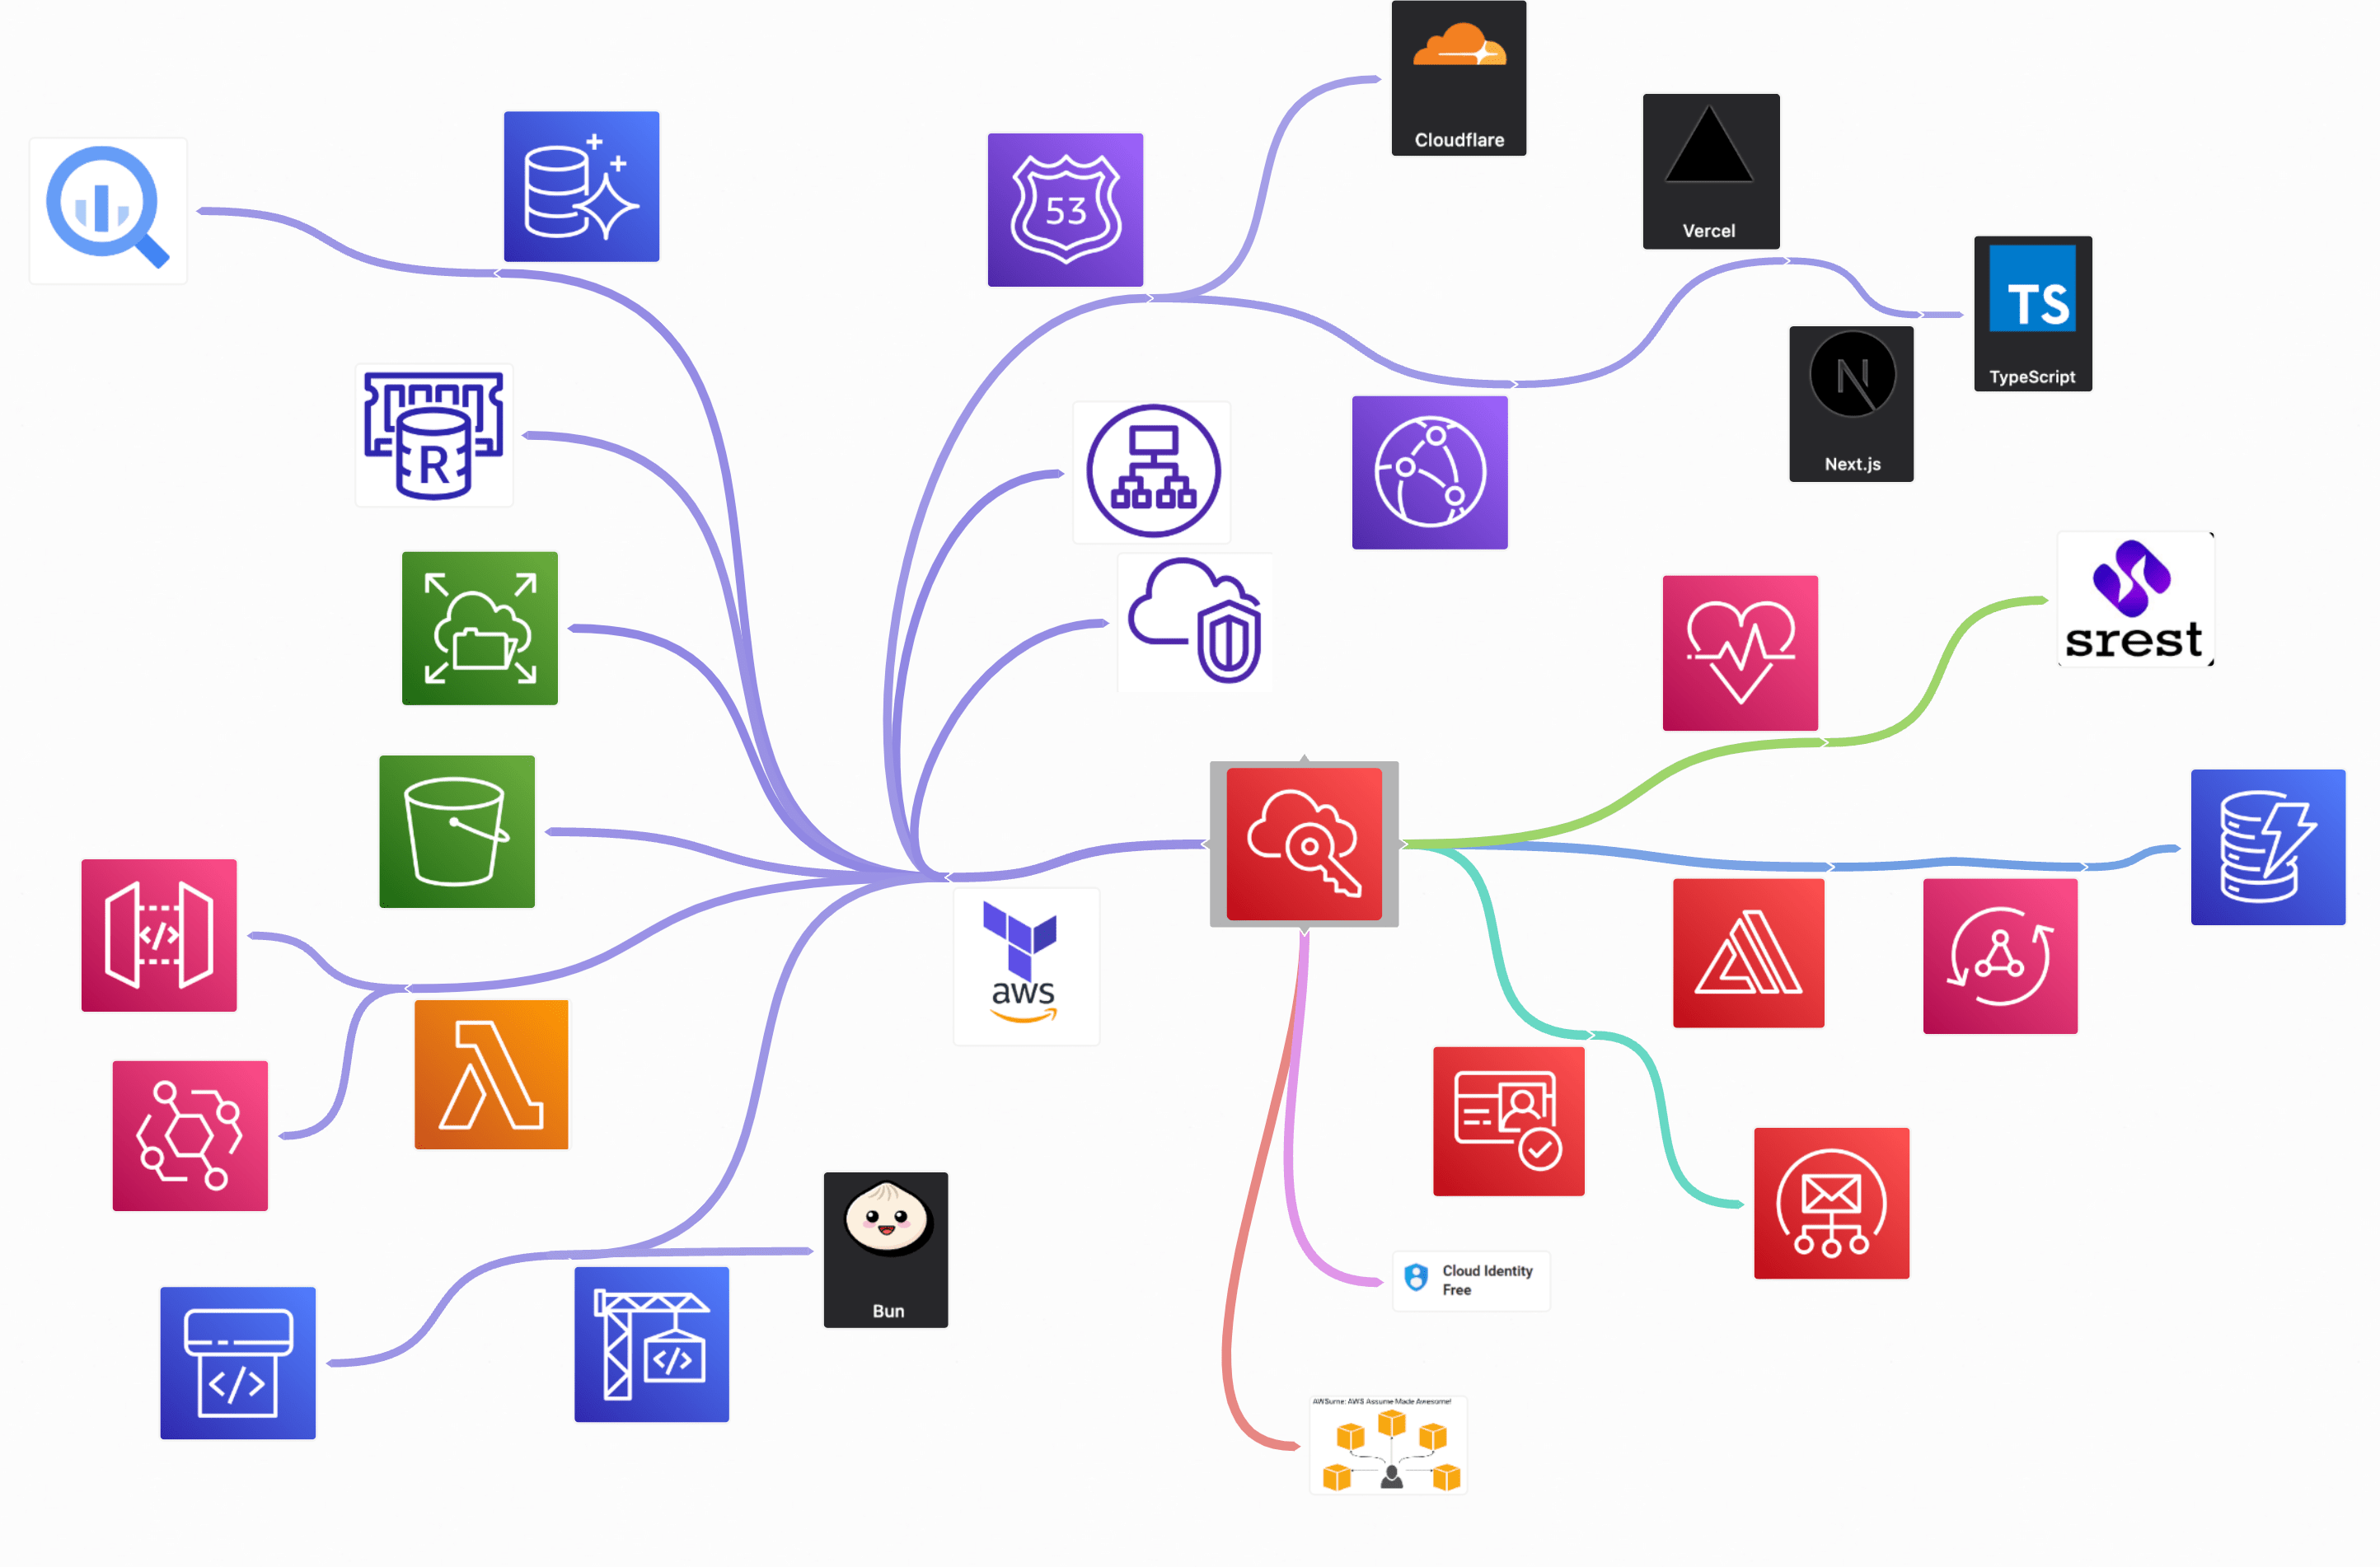 Cloudflare
Vercel
53
TS
TypeScript
N
Next.js
R
srest
</>
aws
Bun
Cloud Identity
Free
</>
</>
AWSume: AWS Assume Made Awesome!